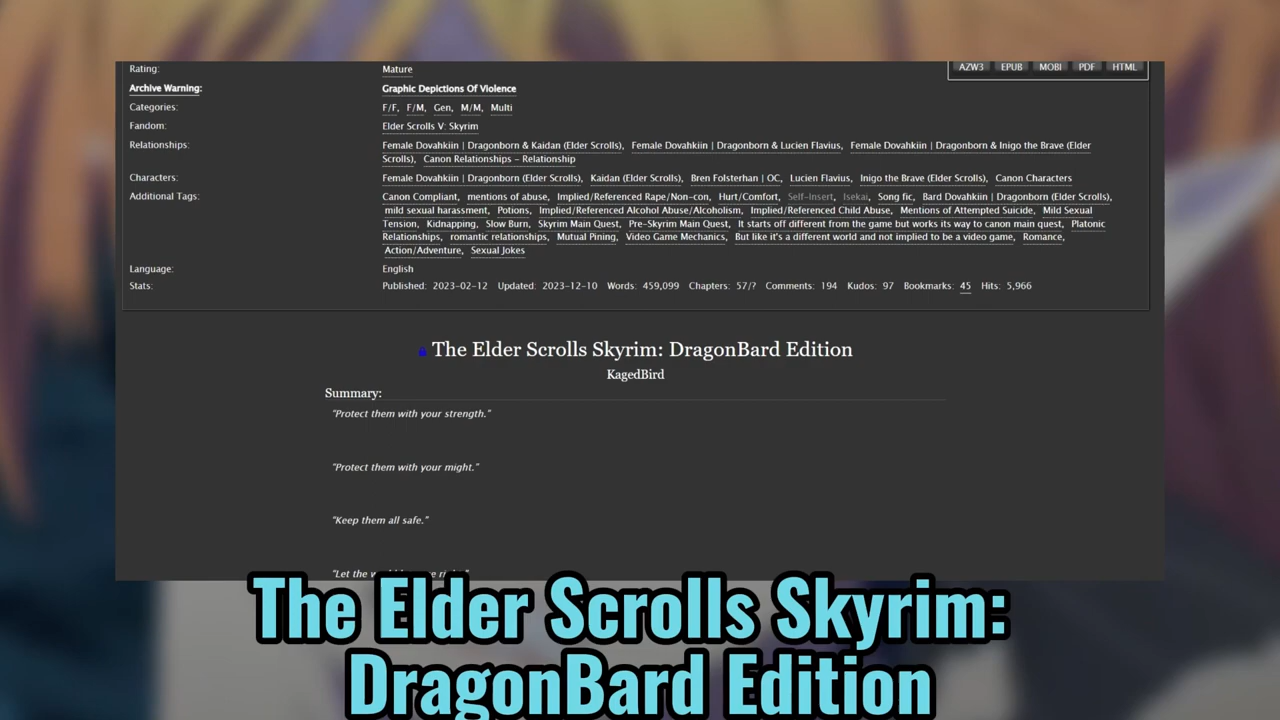 Rating: Mature AZW3 EPUB MOBI PDF HTML
Archive Warning: Graphic Depictions Of Violence
Categories: F/F, F/M, Gen, M/M, Multi
Fandom: Elder Scrolls V: Skyrim
Relationships: Female Dovahkiin | Dragonborn & Kaidan (Elder Scrolls), Female Dovahkiin | Dragonborn & Lucien Flavius, Female Dovahkiin | Dragonborn & Inigo the Brave (Elder
Scrolls), Canon Relationships - Relationship
Characters: Female Dovahkiin | Dragonborn (Elder Scrolls), Kaidan (Elder Scrolls), Bren Folsterhan | OC, Lucien Flavius, Inigo the Brave (Elder Scrolls), Canon Characters
Additional Tags: Canon Compliant, mentions of abuse, Implied/Referenced Rape/Non-con, Hurt/Comfort, Self-Insert, Isekai, Song fic, Bard Dovahkiin | Dragonborn (Elder Scrolls),
mild sexual harassment, Potions, Implied/Referenced Alcohol Abuse/Alcoholism, Implied/Referenced Child Abuse, Mentions of Attempted Suicide, Mild Sexual
Tension, Kidnapping, Slow Burn, Skyrim Main Quest, Pre-Skyrim Main Quest, It starts off different from the game but works its way to canon main quest, Platonic
Relationships, romantic relationships, Mutual Pining, Video Game Mechanics, But like it's a different world and not implied to be a video game, Romance,
Action/Adventure, Sexual Jokes
Language: English
Stats: Published: 2023-02-12 Updated: 2023-12-10 Words: 459,099 Chapters: 57/? Comments: 194 Kudos: 97 Bookmarks: 45 Hits: 5,966
The Elder Scrolls Skyrim: DragonBard Edition
KagedBird
Summary:
"Protect them with your strength."
"Protect them with your might."
"Keep them all safe."
"Let the
The Elder Scrolls Skyrim:
DragonBard Edition